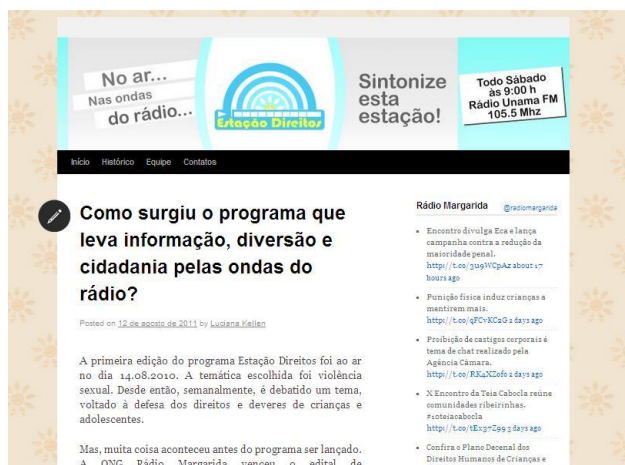 No ar...
Nas ondas
do rádio...
Estação Direitos
Sintonize
esta
estação!
Todo Sábado
às 9:00 h
Rádio Unama FM
105.5 Mhz
Início Histórico Equipe Contatos
Como surgiu o programa que
leva informação, diversão e
cidadania pelas ondas do
rádio?
Posted on 12 de agosto de 2011 by Luciana Kellen
A primeira edição do programa Estação Direitos foi ao ar
no dia 14.08.2010. A temática escolhida foi violência
sexual. Desde então, semanalmente, é debatido um tema,
voltado à defesa dos direitos e deveres de crianças e
adolescentes.
Mas, muita coisa aconteceu antes do programa ser lançado.
A ONG Rádio Margarida venceu o edital de
Rádio Margarida @radiomargarida
Encontro divulga Eca e lança
campanha contra a redução da
maioridade penal.
http://t.co/3u9WCpAz about 17
hours ago
Punição física induz crianças a
mentirem mais.
http://t.co/qFCvKC2G 2 days ago
Proibição de castigos corporais é
tema de chat realizado pela
Agência Câmara.
http://t.co/RK4XZ0fo 2 days ago
X Encontro da Teia Cabocla reúne
comunidades ribeirinhas.
#10teiacabocla
http://t.co/tEx37Z99 3 days ago
Confira o Plano Decenal dos
Direitos Humanos de Crianças e